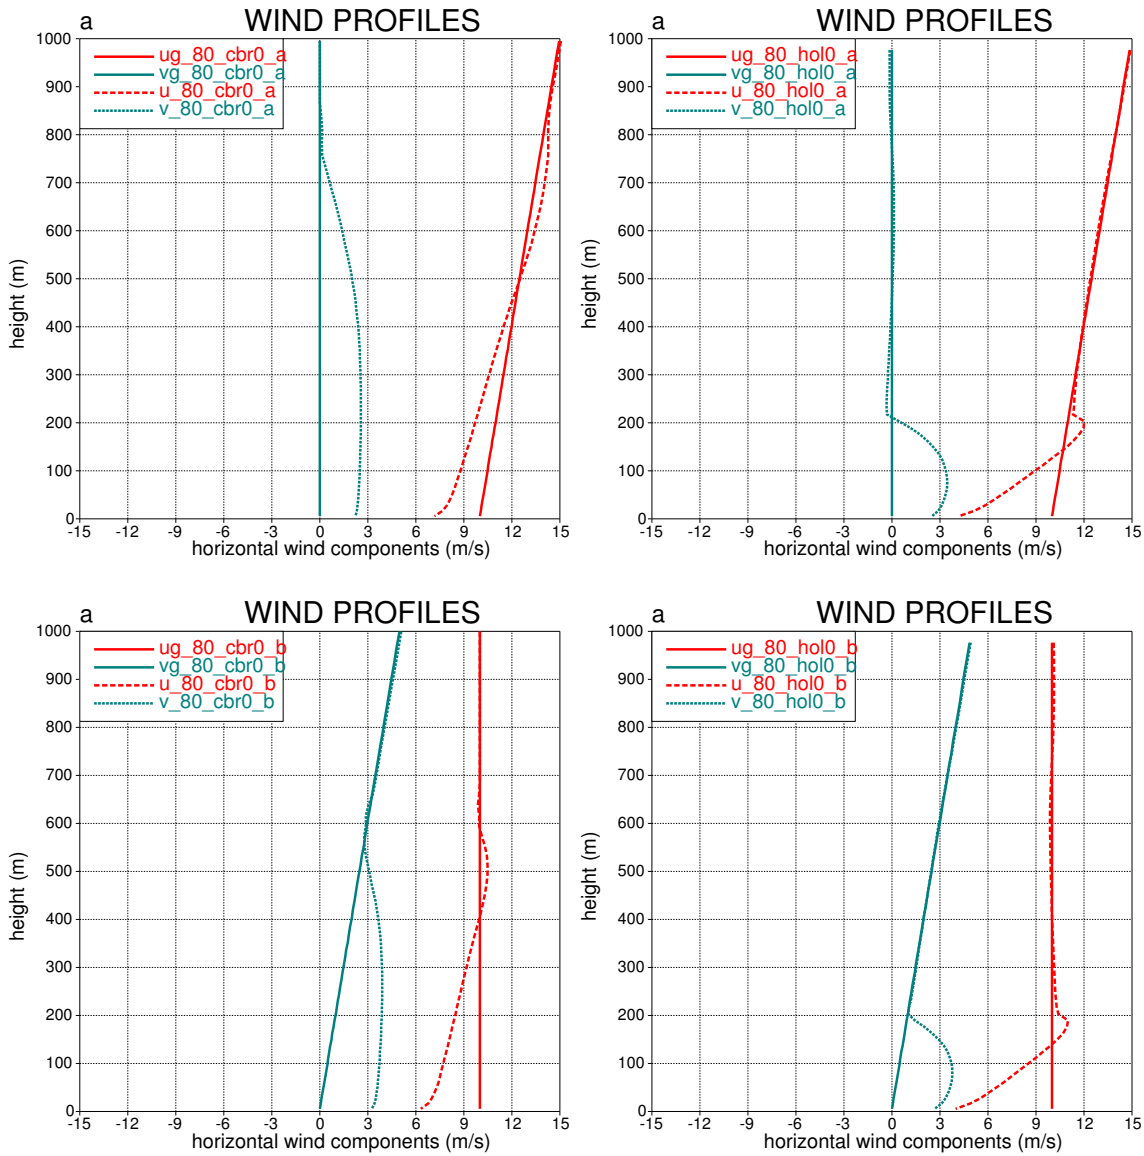 a WIND PROFILES
1000
900
800
700
600
500
400
300
200
100
0
height (m)
ug_80_cbr0_a
vg_80_cbr0_a
u_80_cbr0_a
v_80_cbr0_a
-15 -12 -9 -6 -3 0 3 6 9 12 15
horizontal wind components (m/s)
a WIND PROFILES
1000
900
800
700
600
500
400
300
200
100
0
height (m)
ug_80_hol0_a
vg_80_hol0_a
u_80_hol0_a
v_80_hol0_a
-15 -12 -9 -6 -3 0 3 6 9 12 15
horizontal wind components (m/s)
a WIND PROFILES
1000
900
800
700
600
500
400
300
200
100
0
height (m)
ug_80_cbr0_b
vg_80_cbr0_b
u_80_cbr0_b
v_80_cbr0_b
-15 -12 -9 -6 -3 0 3 6 9 12 15
horizontal wind components (m/s)
a WIND PROFILES
1000
900
800
700
600
500
400
300
200
100
0
height (m)
ug_80_hol0_b
vg_80_hol0_b
u_80_hol0_b
v_80_hol0_b
-15 -12 -9 -6 -3 0 3 6 9 12 15
horizontal wind components (m/s)